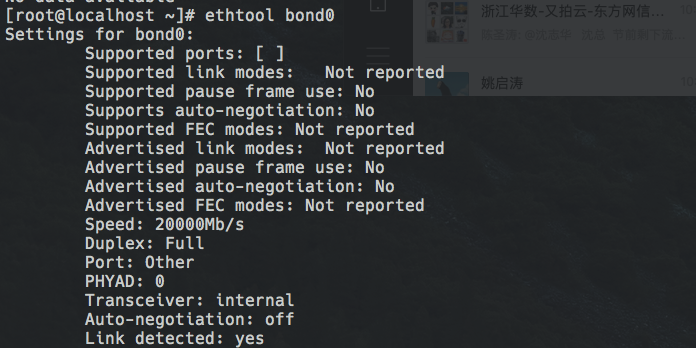 No data available
[root@localhost ~]# ethtool bond0
Settings for bond0:
Supported ports: [ ]
Supported link modes:   Not reported
Supported pause frame use: No
Supports auto-negotiation: No
Supported FEC modes: Not reported
Advertised link modes:  Not reported
Advertised pause frame use: No
Advertised auto-negotiation: No
Advertised FEC modes: Not reported
Speed: 20000Mb/s
Duplex: Full
Port: Other
PHYAD: 0
Transceiver: internal
Auto-negotiation: off
Link detected: yes
浙江华数-又拍云-东方网信...
姚启涛